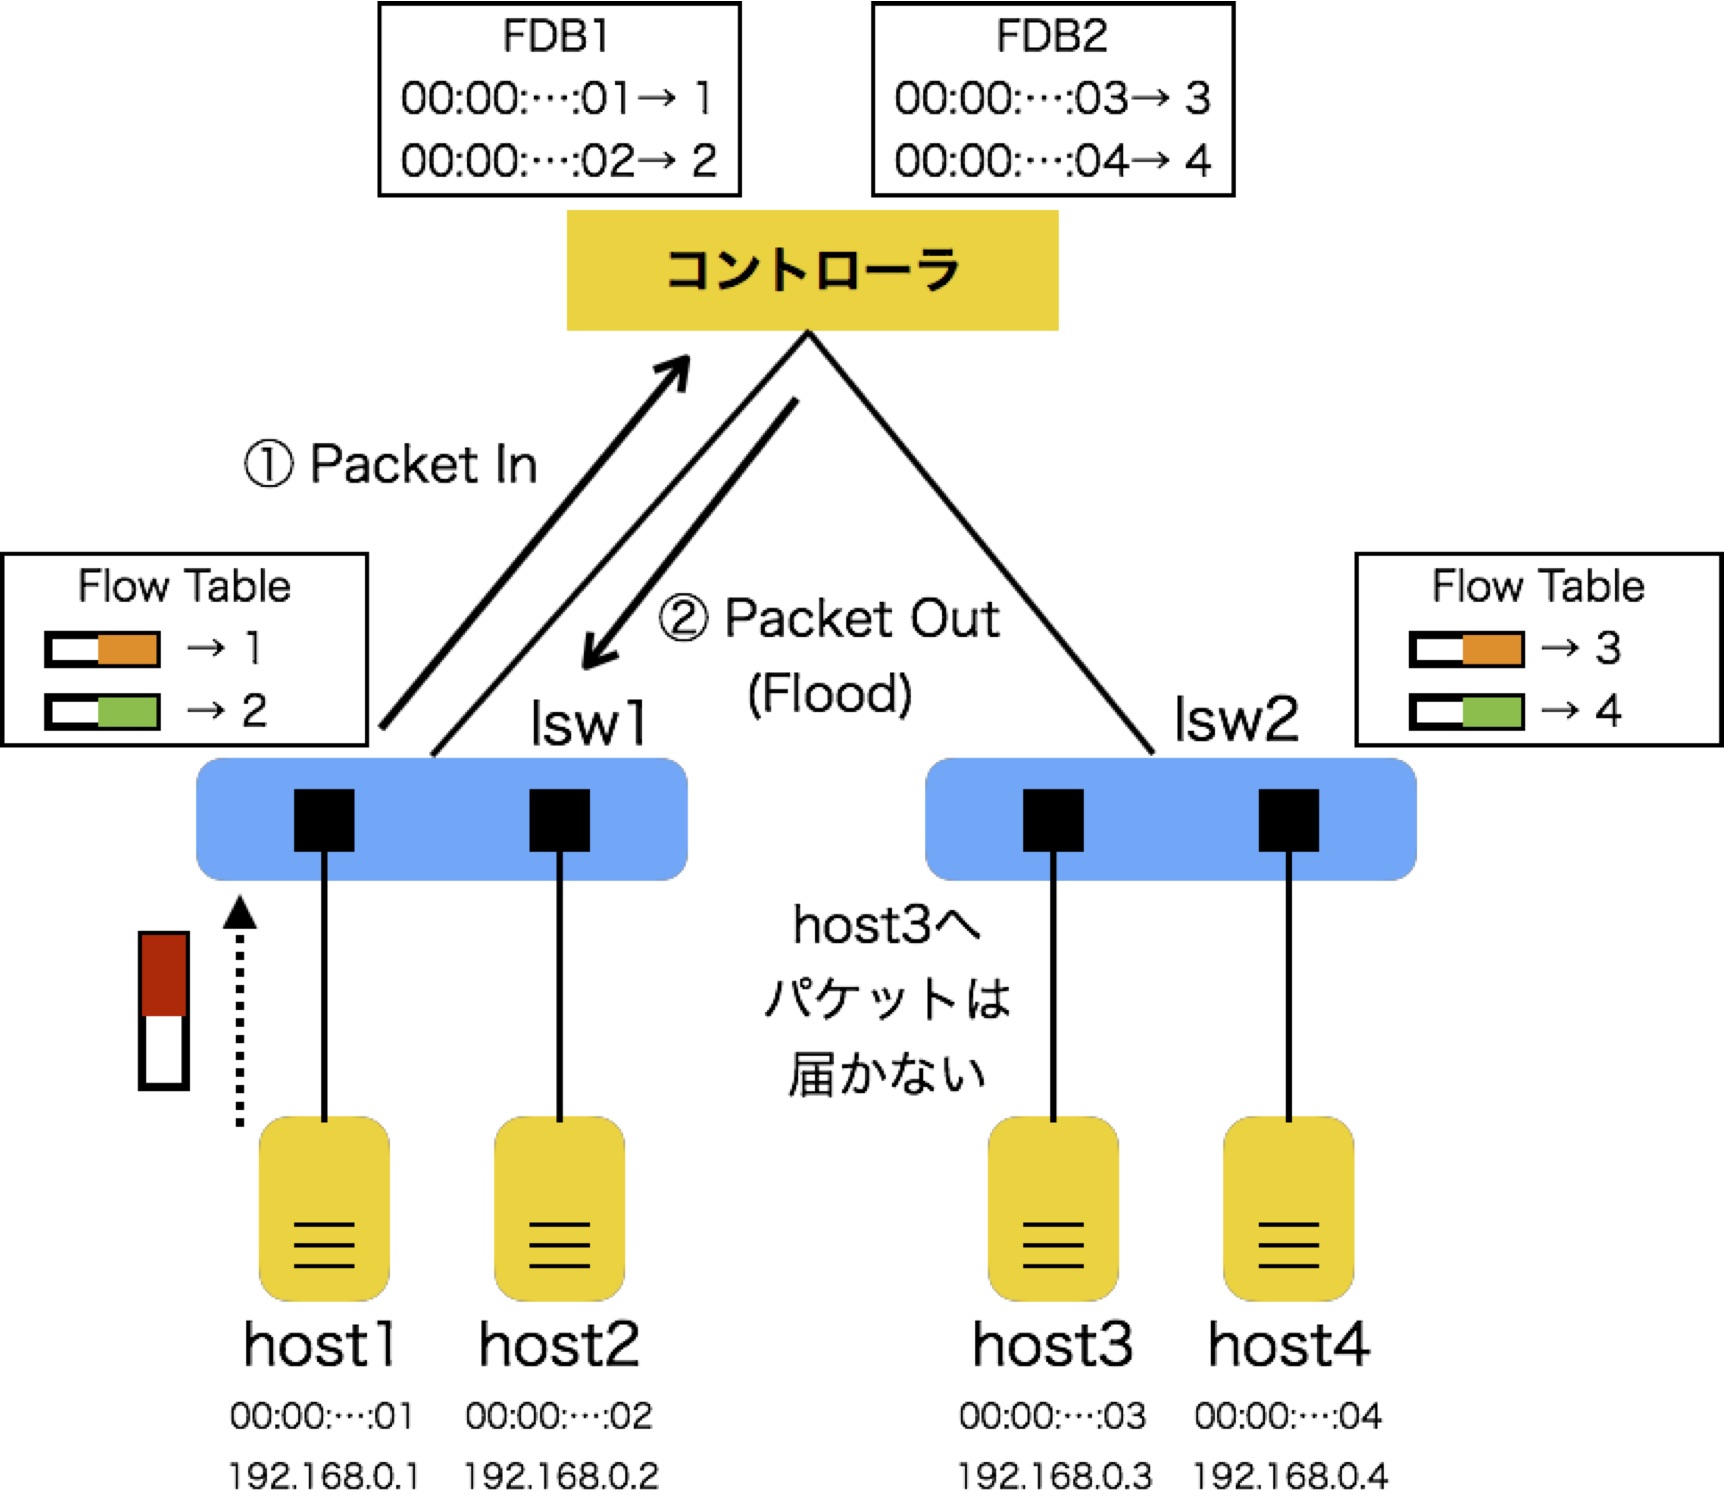 FDB1
00:00:…:01→ 1
00:00:…:02→ 2
FDB2
00:00:…:03→ 3
00:00:…:04→ 4
コントローラ
① Packet In
② Packet Out
(Flood)
Flow Table
→ 1
→ 2
lsw1
lsw2
Flow Table
→ 3
→ 4
host3へ
パケットは
届かない
host1
00:00:…:01
192.168.0.1
host2
00:00:…:02
192.168.0.2
host3
00:00:…:03
192.168.0.3
host4
00:00:…:04
192.168.0.4